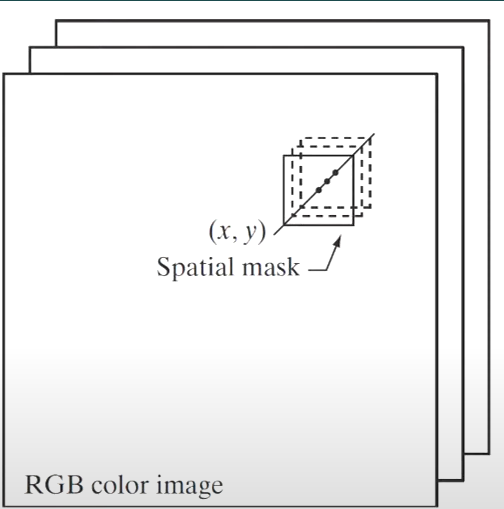 (x, y)
Spatial mask
RGB color image